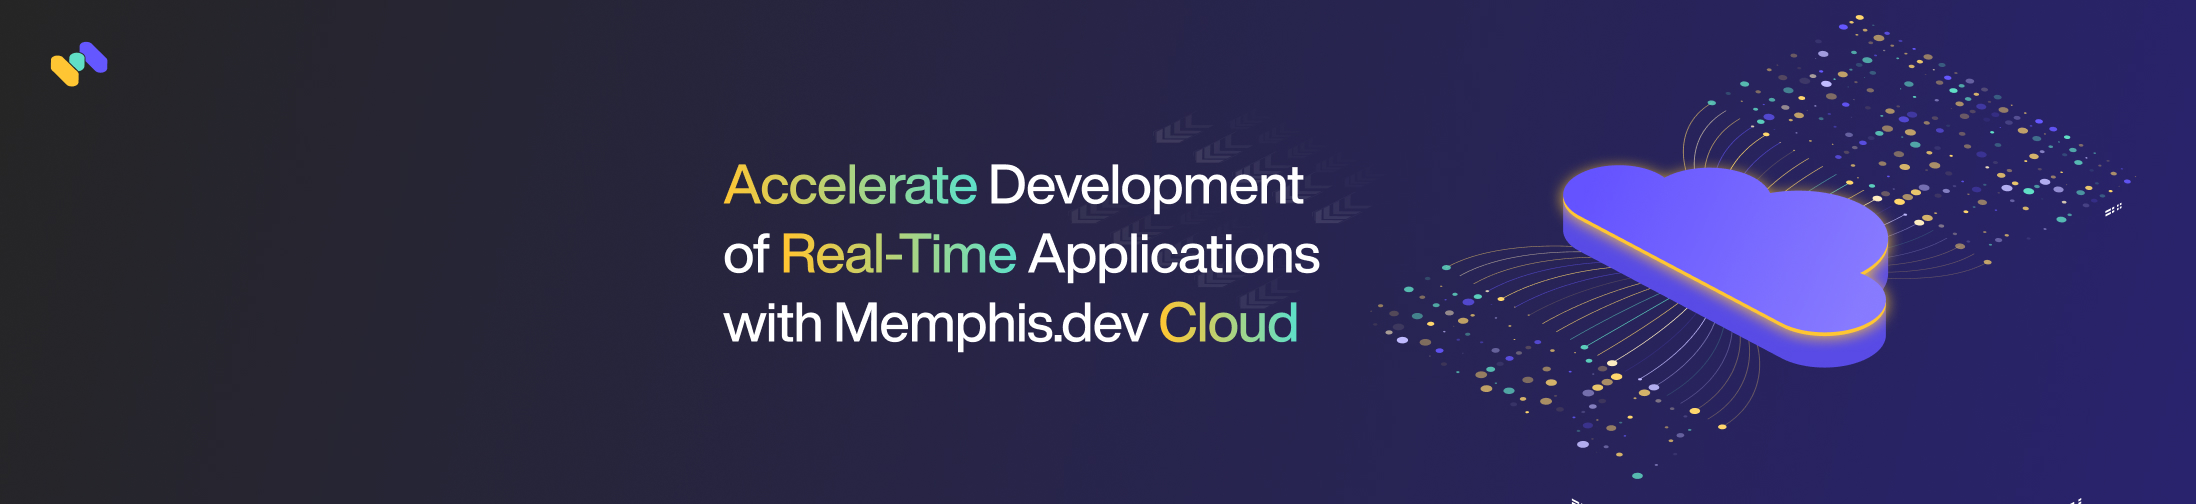 Accelerate Development
of Real-Time Applications
with Memphis.dev Cloud